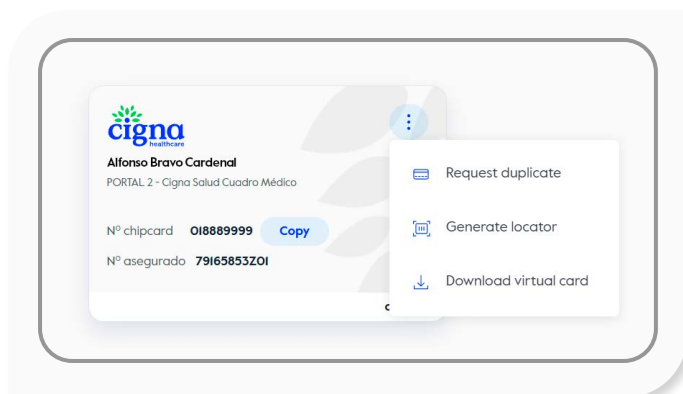 cigna
healthcare
Alfonso Bravo Cardenal
PORTAL 2 - Cigna Salud Cuadro Médico
Nº chipcard 018889999 Copy
Nº asegurado 79165853Z01
Request duplicate
Generate locator
Download virtual card